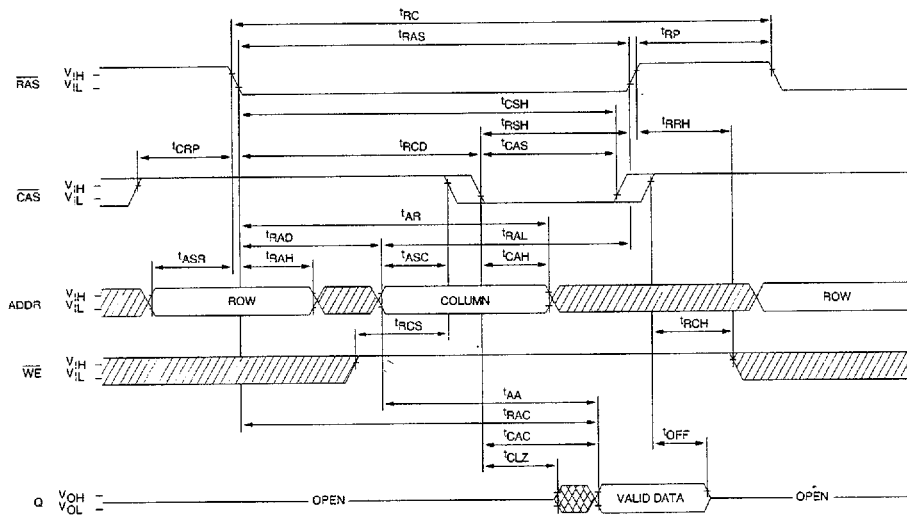 tRC
tRAS
tRP
RAS
VIH
VIL
tCSH
tRSH
tRRH
tCRP
tRCD
tCAS
CAS
VIH
VIL
tAR
tRAD
tRAL
tASR
tRAH
tASC
tCAH
ADDR
VIH
VIL
ROW
COLUMN
ROW
tRCS
tRCH
WE
VIH
VIL
tAA
tRAC
tCAC
tOFF
tCLZ
Q
VOH
VOL
OPEN
VALID DATA
OPEN